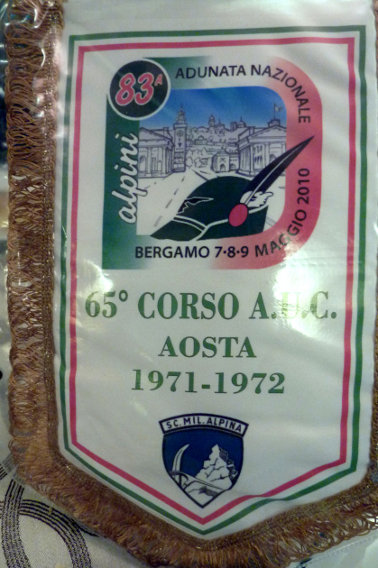 83A
ADUNATA NAZIONALE
alpini
BERGAMO 7-8-9 MAGGIO 2010
65° CORSO A.U.C.
AOSTA
1971-1972
SC. MIL. ALPINA